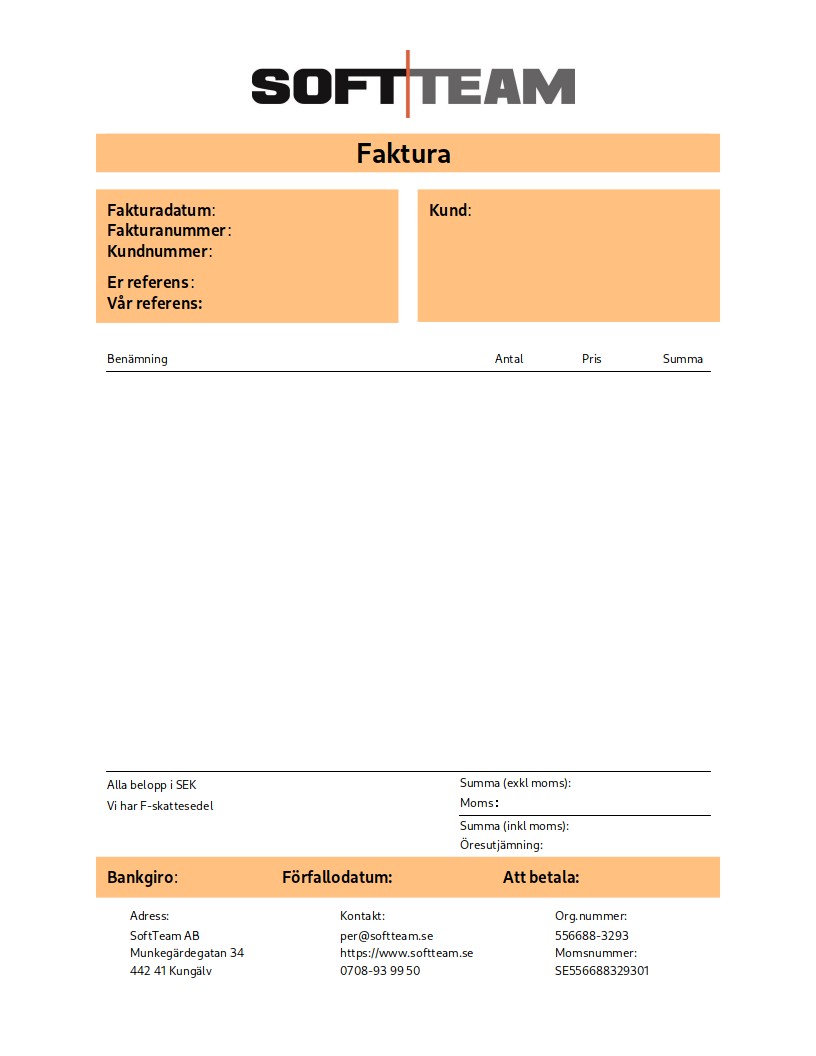 SOFTTEAM
Faktura
Fakturadatum:
Fakturanummer:
Kundnummer:
Er referens:
Vår referens:
Kund:
Benämning Antal Pris Summa
Alla belopp i SEK
Vi har F-skattesedel
Summa (exkl moms):
Moms:
Summa (inkl moms):
Öresutjämning:
Bankgiro: Förfallodatum: Att betala:
Adress:
SoftTeam AB
Munkegärdegatan 34
442 41 Kungälv
Kontakt:
per@softteam.se
https://www.softteam.se
0708-93 99 50
Org.nummer:
556688-3293
Momsnummer:
SE556688329301